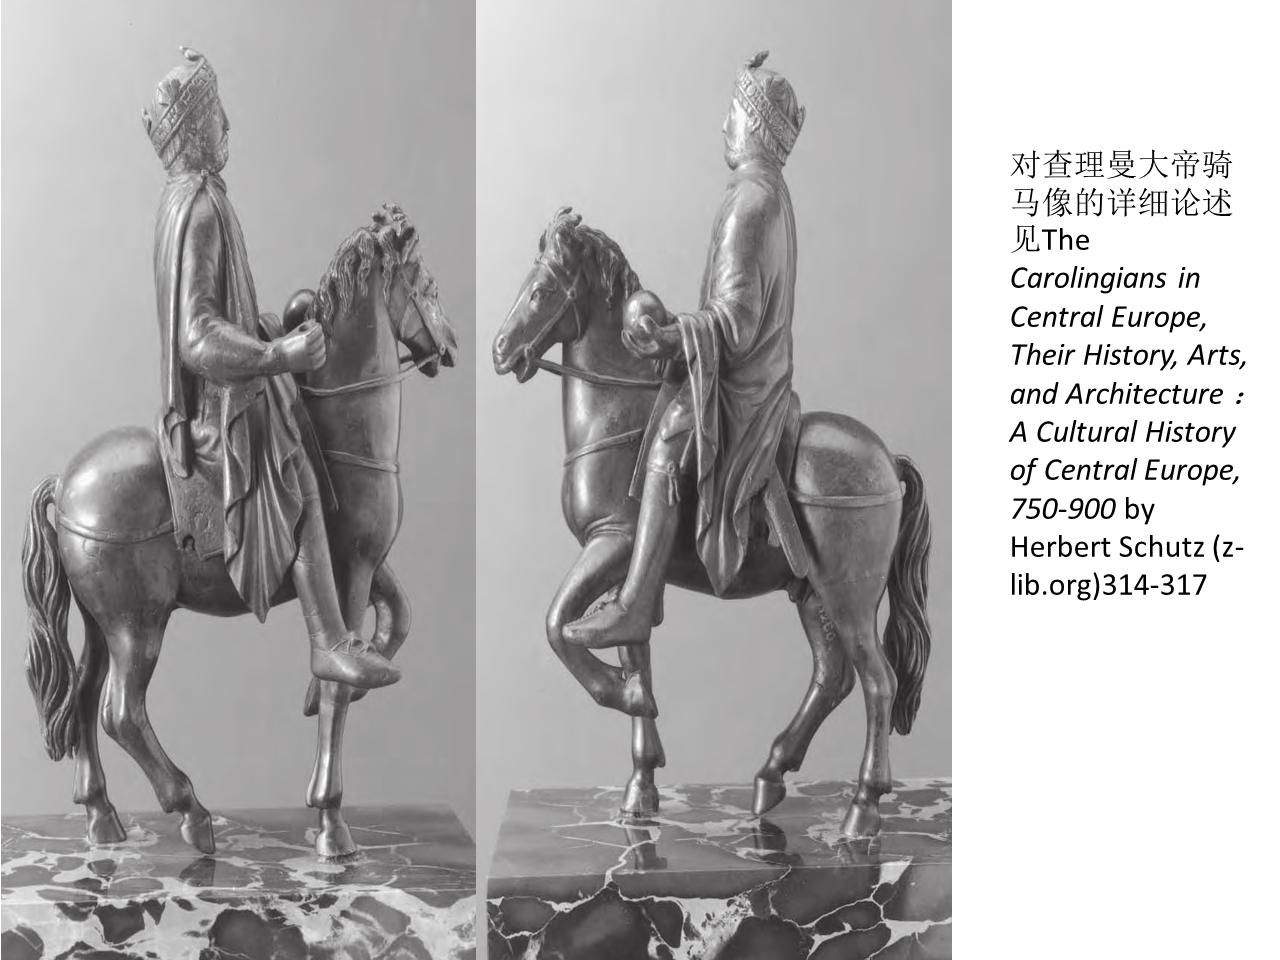 对查理曼大帝骑
马像的详细论述
见The
Carolingians in
Central Europe,
Their History, Arts,
and Architecture：
A Cultural History
of Central Europe,
750-900 by
Herbert Schutz (z-
lib.org)314-317